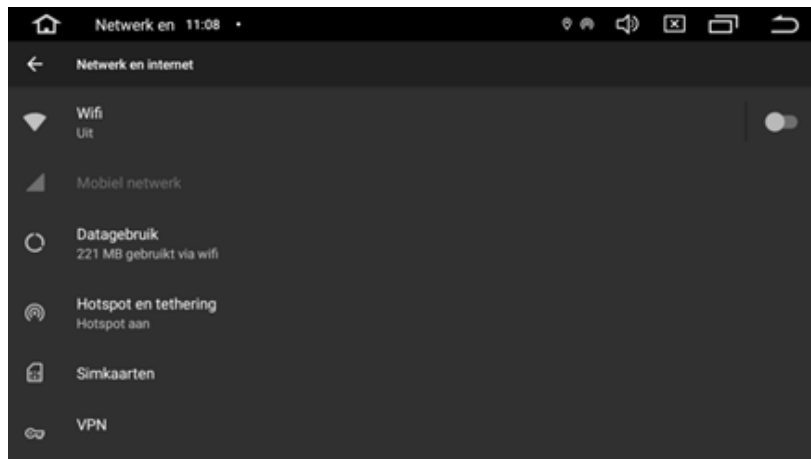 Netwerk en 11:08
Netwerk en internet
Wifi
Uit
Mobiel netwerk
Datagebruik
221 MB gebruikt via wifi
Hotspot en tethering
Hotspot aan
Simkaarten
VPN